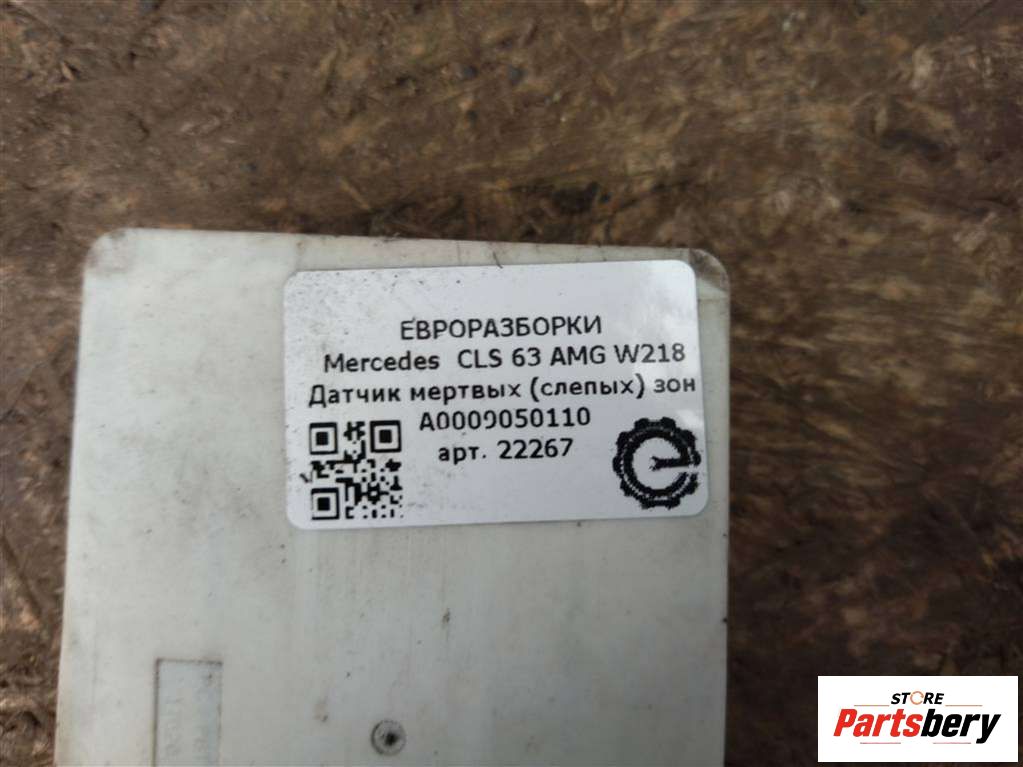 ЕВРОРАЗБОРКИ
Mercedes CLS 63 AMG W218
Датчик мертвых (слепых) зон
A0009050110
арт. 22267
STORE
Partsbery